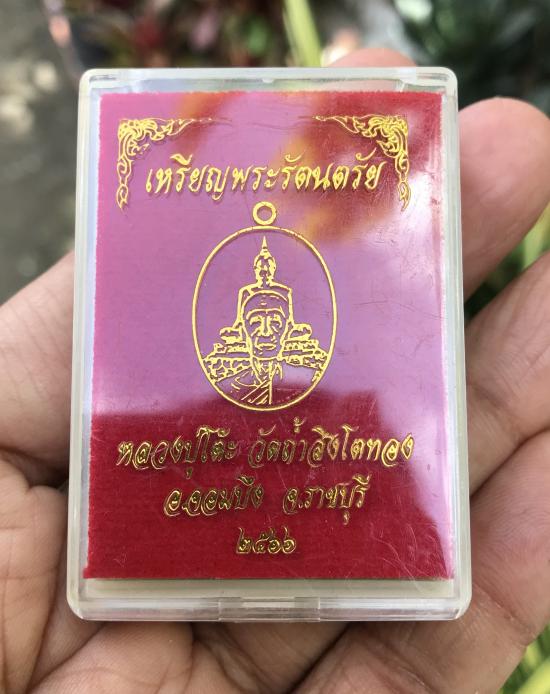 เหรียญพระรัตนตรัย
หลวงปู่โต๊ะ วัดถ้ำสิงโตทอง
อ.จอมบึง จ.ราชบุรี
๒๕๖๖